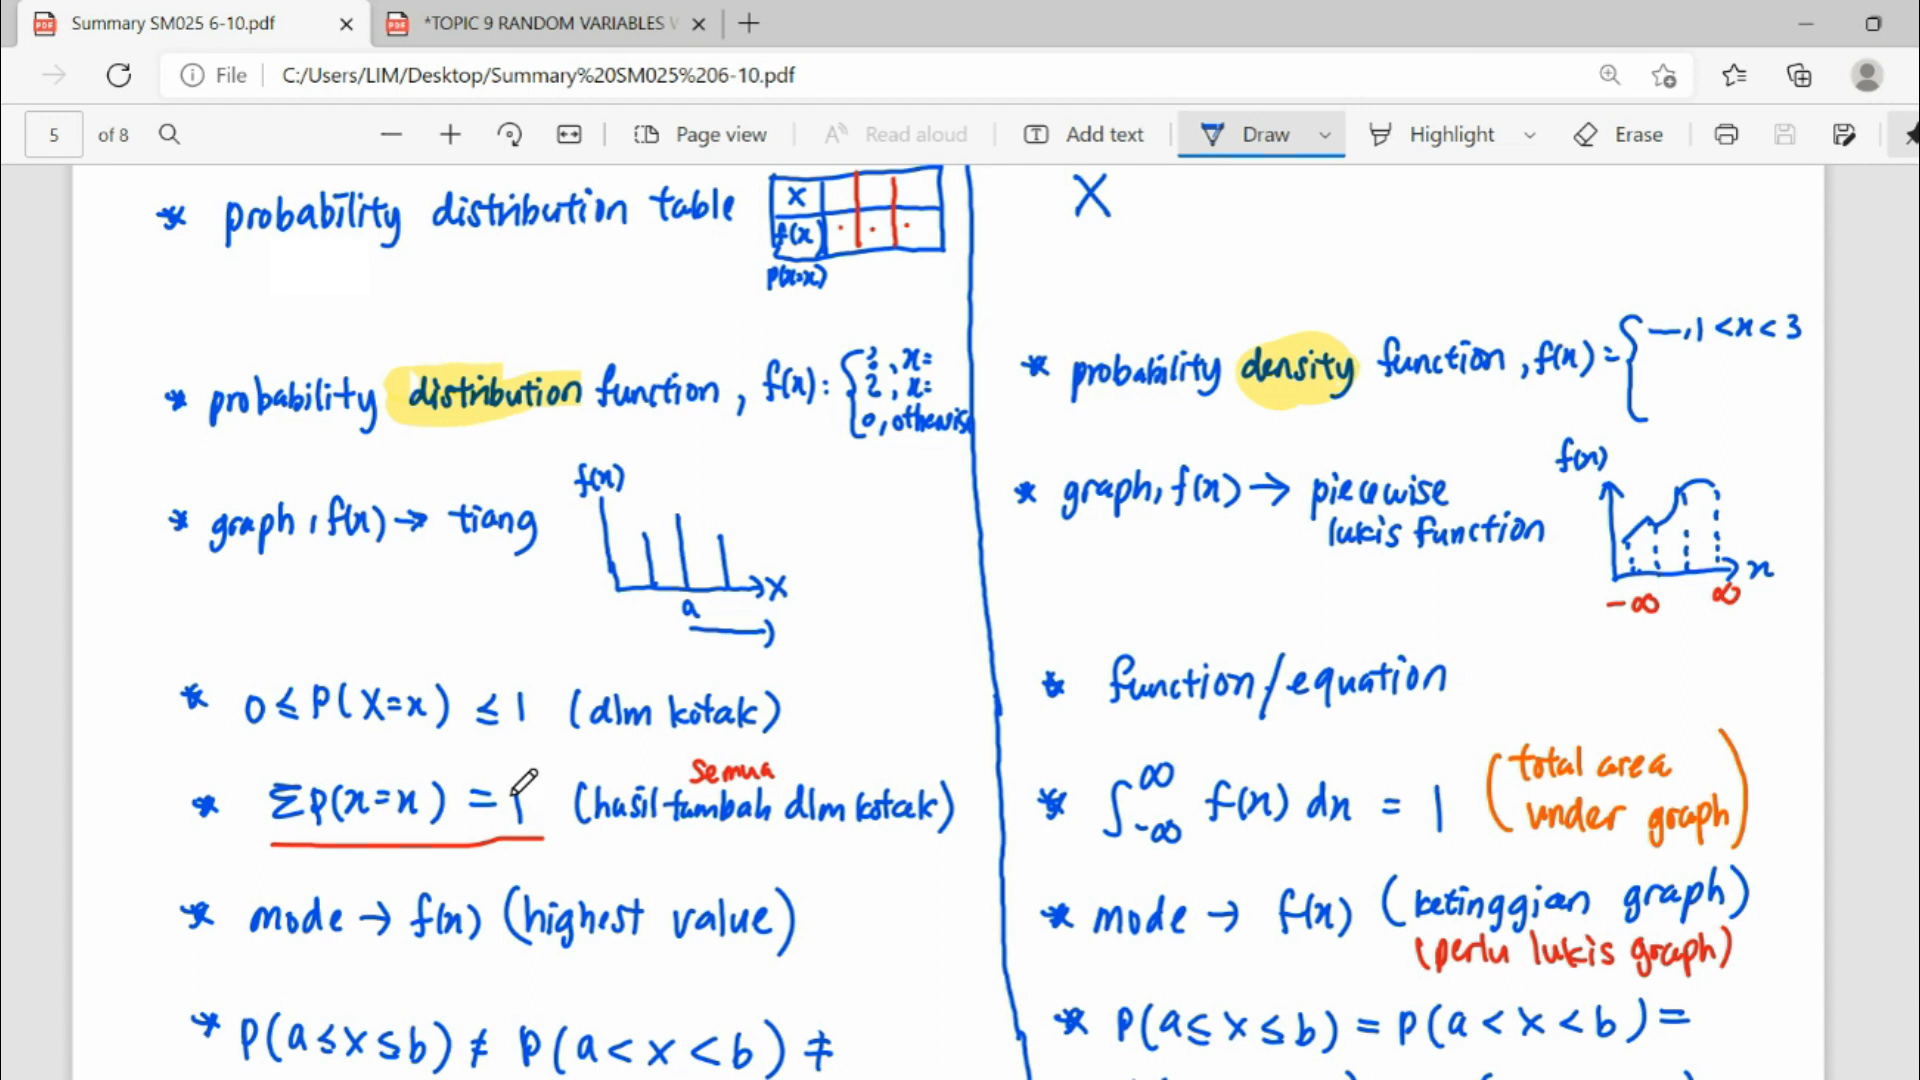 Summary SM025 6-10.pdf
*TOPIC 9 RANDOM VARIABLES
File
C:/Users/LIM/Desktop/Summary%20SM025%206-10.pdf
5 of 8
Page view
Read aloud
Add text
Draw
Highlight
Erase
* probability distribution table
x
f(x)
P(X=x)
* probability distribution function, f(x):
, x=
2, x=
0, otherwise
* graph, f(x) → tiang
f(x)
X
a
* 0 ≤ P(X=x) ≤ 1 (dlm kotak)
* ΣP(x=x) = 1 (hasil tambah semua dlm kotak)
* mode → f(x) (highest value)
* P(a≤x≤b) ≠ P(a<x<b) ≠
X
* probability density function, f(x) = { —, 1<x<3
* graph, f(x) → piecewise
lukis function
f(x)
x
-∞ ∞
* function/equation
* ∫_{-∞}^{∞} f(x) dx = 1 (total area
under graph)
* mode → f(x) (ketinggian graph)
(perlu lukis graph)
* P(a≤x≤b) = P(a<x<b) =